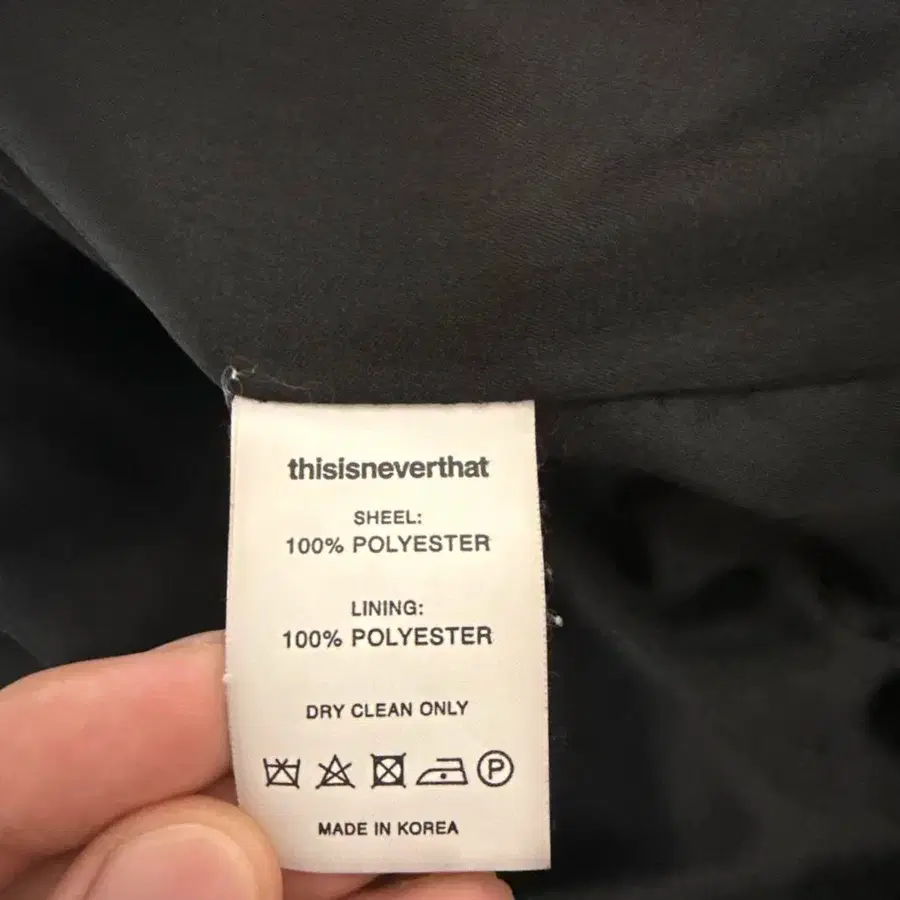 thisisneverthat
SHEEL:
100% POLYESTER
LINING:
100% POLYESTER
DRY CLEAN ONLY
P
MADE IN KOREA